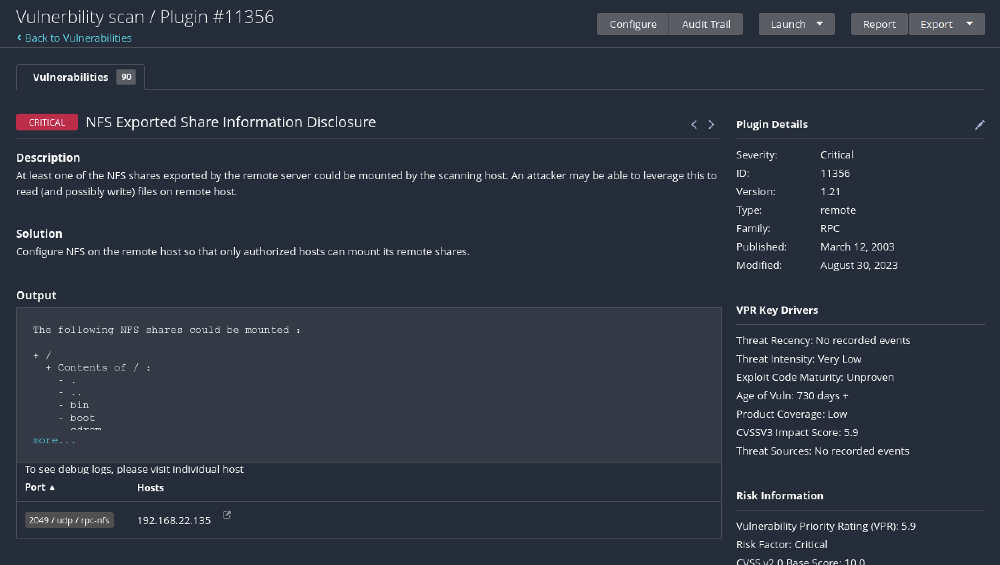 Vulnerbility scan / Plugin #11356
Back to Vulnerabilities
Configure
Audit Trail
Launch
Report
Export
Vulnerabilities 90
CRITICAL NFS Exported Share Information Disclosure
Description
At least one of the NFS shares exported by the remote server could be mounted by the scanning host. An attacker may be able to leverage this to
read (and possibly write) files on remote host.
Solution
Configure NFS on the remote host so that only authorized hosts can mount its remote shares.
Output
The following NFS shares could be mounted :
+ /
+ Contents of / :
- .
- ..
- bin
- boot
cdrom
more...
To see debug logs, please visit individual host
Port ▲ Hosts
2049 / udp / rpc-nfs 192.168.22.135
Plugin Details
Severity: Critical
ID: 11356
Version: 1.21
Type: remote
Family: RPC
Published: March 12, 2003
Modified: August 30, 2023
VPR Key Drivers
Threat Recency: No recorded events
Threat Intensity: Very Low
Exploit Code Maturity: Unproven
Age of Vuln: 730 days +
Product Coverage: Low
CVSSV3 Impact Score: 5.9
Threat Sources: No recorded events
Risk Information
Vulnerability Priority Rating (VPR): 5.9
Risk Factor: Critical
CVSS v2.0 Base Score: 10.0